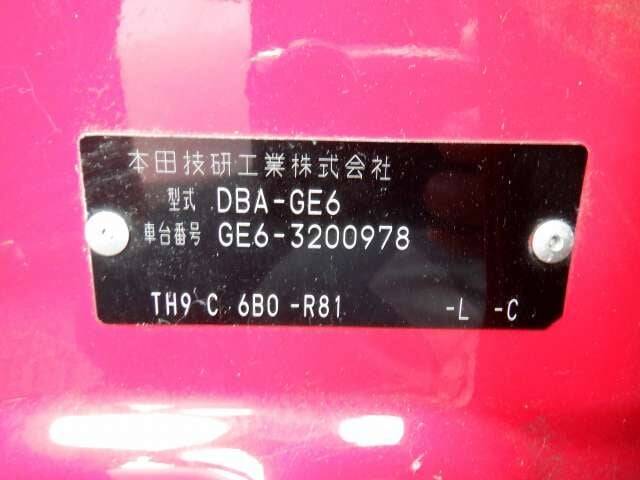 本田技研工業株式会社
型式 DBA-GE6
車台番号 GE6-3200978
TH9 C 6B0 -R81 -L -C